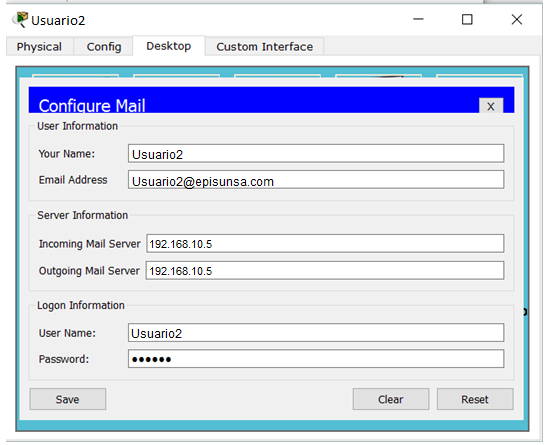 Usuario2
Physical Config Desktop Custom Interface
Configure Mail X
User Information
Your Name: Usuario2
Email Address Usuario2@episunsa.com
Server Information
Incoming Mail Server 192.168.10.5
Outgoing Mail Server 192.168.10.5
Logon Information
User Name: Usuario2
Password: ●●●●●●
Save Clear Reset